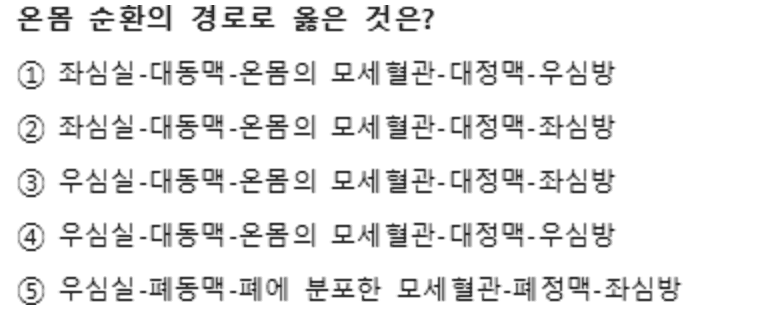 온몸 순환의 경로로 옳은 것은?
① 좌심실-대동맥-온몸의 모세혈관-대정맥-우심방
② 좌심실-대동맥-온몸의 모세혈관-대정맥-좌심방
③ 우심실-대동맥-온몸의 모세혈관-대정맥-좌심방
④ 우심실-대동맥-온몸의 모세혈관-대정맥-우심방
⑤ 우심실-폐동맥-폐에 분포한 모세혈관-폐정맥-좌심방